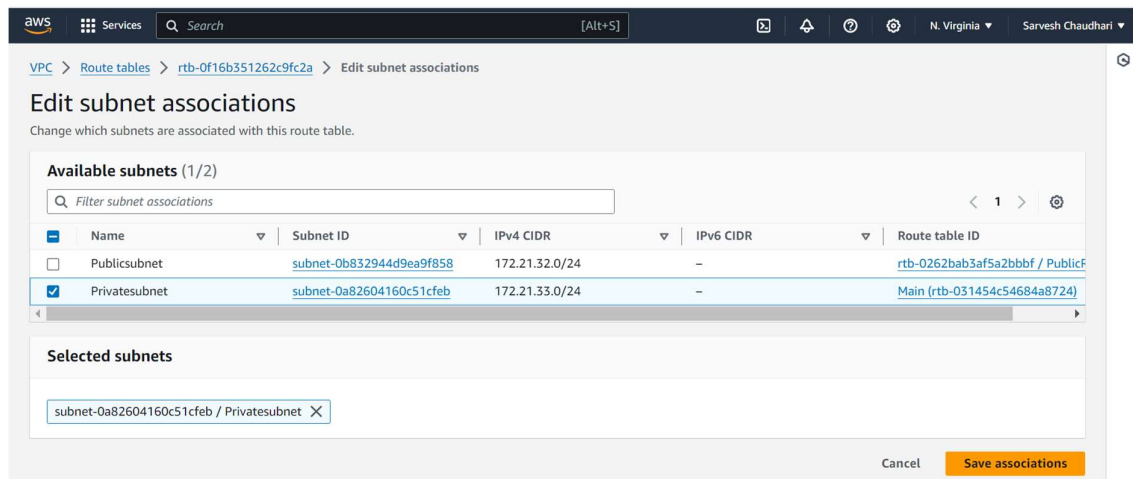 aws Services Search [Alt+S] N. Virginia Sarvesh Chaudhari
VPC > Route tables > rtb-0f16b351262c9fc2a > Edit subnet associations
Edit subnet associations
Change which subnets are associated with this route table.
Available subnets (1/2)
Filter subnet associations
< 1 >
Name Subnet ID IPv4 CIDR IPv6 CIDR Route table ID
Publicsubnet subnet-0b832944d9ea9f858 172.21.32.0/24 – rtb-0262bab3af5a2bbbf / PublicR
Privatesubnet subnet-0a82604160c51cfeb 172.21.33.0/24 – Main (rtb-031454c54684a8724)
Selected subnets
subnet-0a82604160c51cfeb / Privatesubnet X
Cancel Save associations